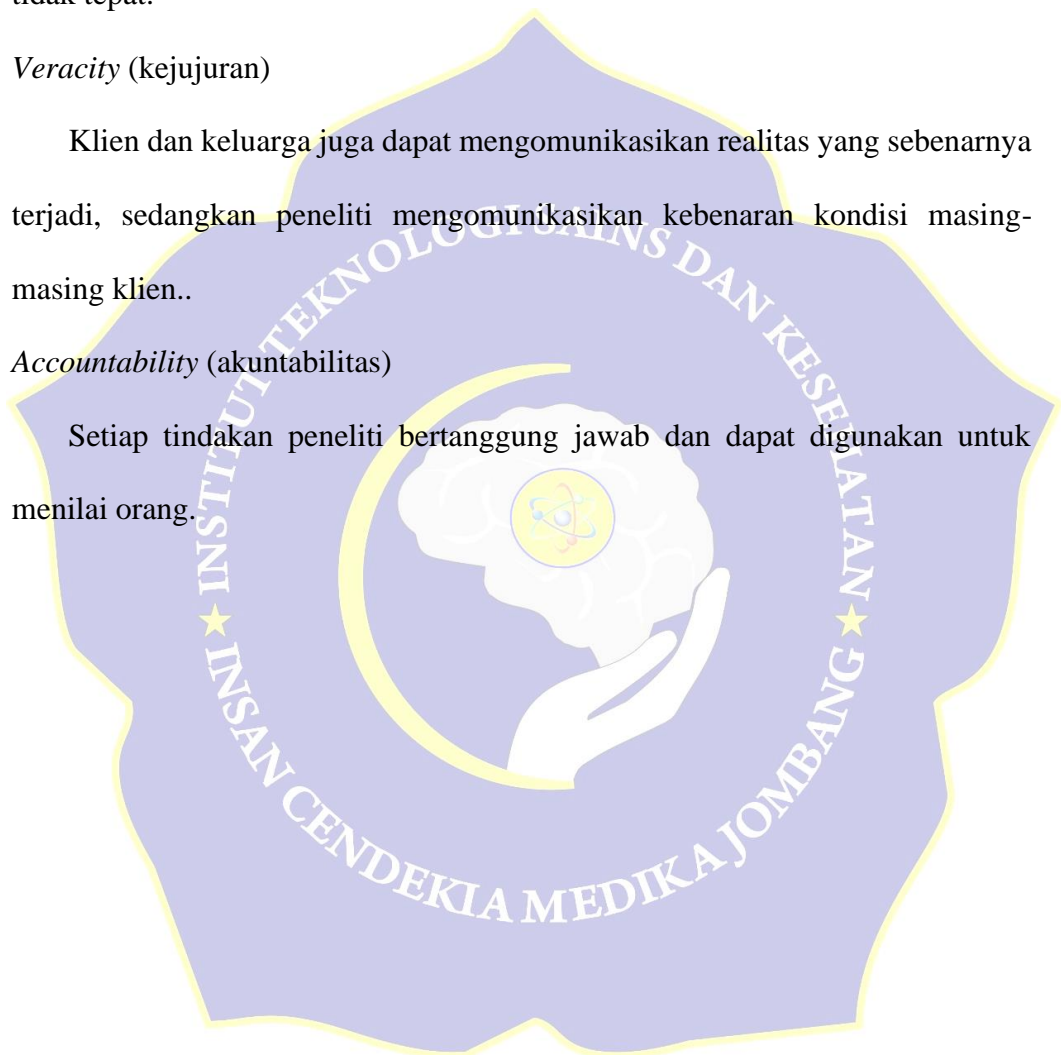 tidak tepat.
Veracity (kejujuran)
Klien dan keluarga juga dapat mengomunikasikan realitas yang sebenarnya
terjadi, sedangkan peneliti mengomunikasikan kebenaran kondisi masing-
masing klien..
Accountability (akuntabilitas)
Setiap tindakan peneliti bertanggung jawab dan dapat digunakan untuk
menilai orang.
INSTITUT TEKNOLOGI SAINS DAN KESEHATAN
INSAN CENDEKIA MEDIKA JOMBANG